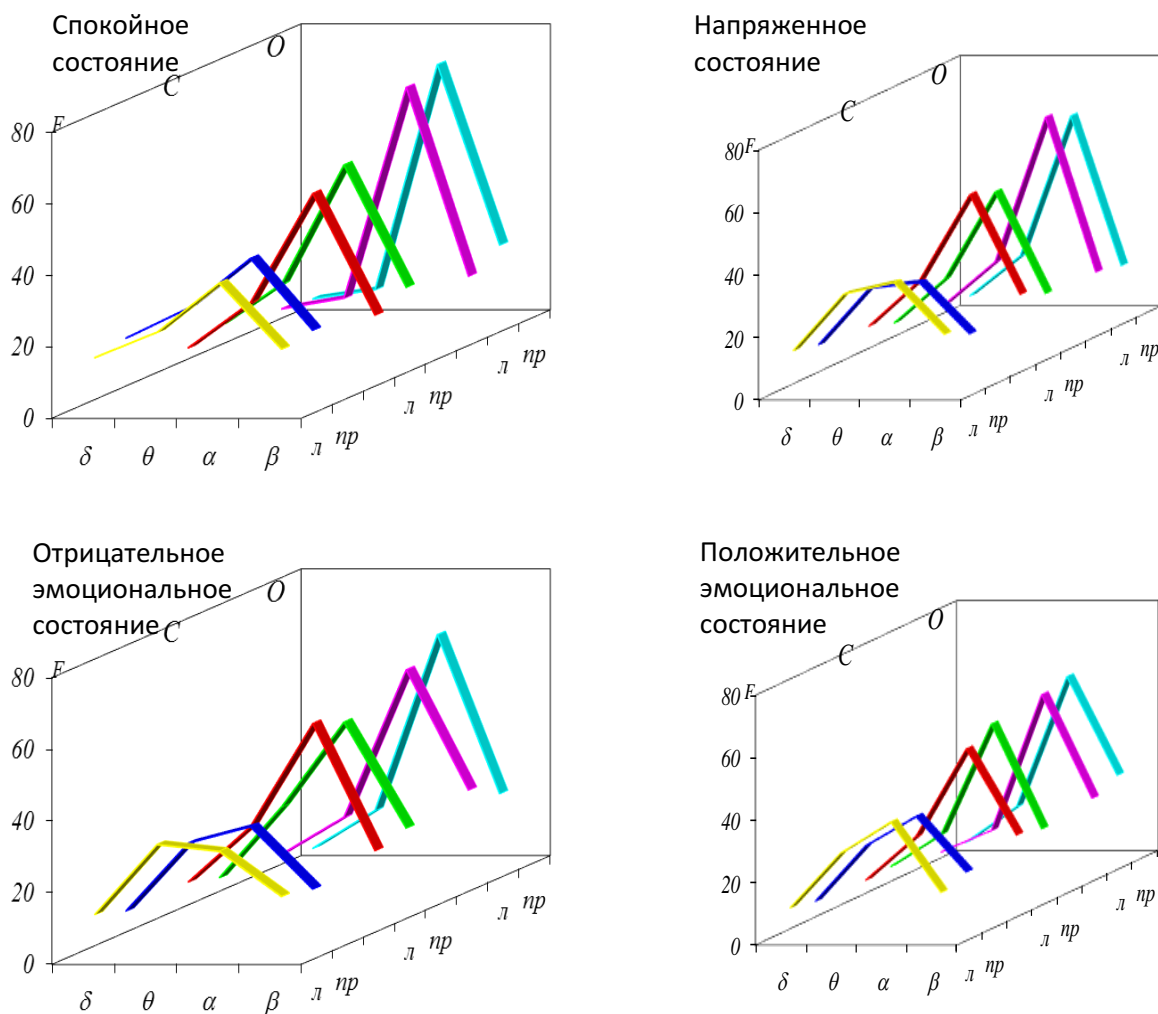 Спокойное
состояние
O
C
F
80
60
40
20
0
δ θ α β
л пр
л пр
л пр
Напряженное
состояние
O
C
F
80
60
40
20
0
δ θ α β
л пр
л пр
л пр
Отрицательное
эмоциональное
состояние
O
C
F
80
60
40
20
0
δ θ α β
л пр
л пр
л пр
Положительное
эмоциональное
состояние
O
C
F
80
60
40
20
0
δ θ α β
л пр
л пр
л пр